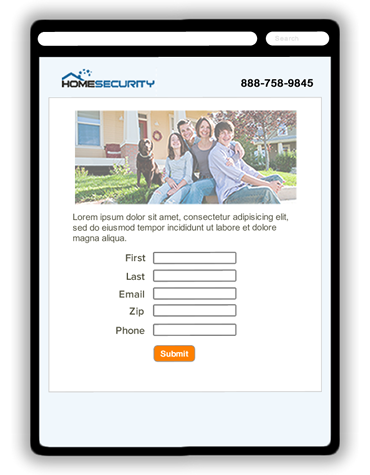 Search
HOMESECURITY
888-758-9845
Lorem ipsum dolor sit amet, consectetur adipisicing elit,
sed do eiusmod tempor incididunt ut labore et dolore
magna aliqua.
First
Last
Email
Zip
Phone
Submit